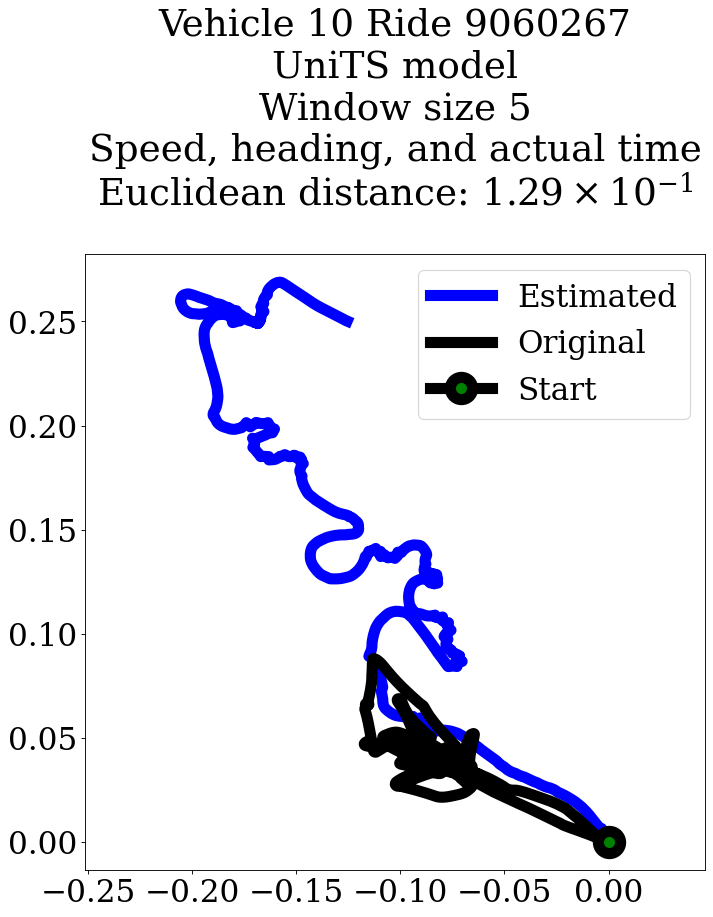 Vehicle 10 Ride 9060267
UniTS model
Window size 5
Speed, heading, and actual time
Euclidean distance: 1.29 × 10⁻¹
Estimated
Original
Start
0.25
0.20
0.15
0.10
0.05
0.00
−0.25 −0.20 −0.15 −0.10 −0.05 0.00